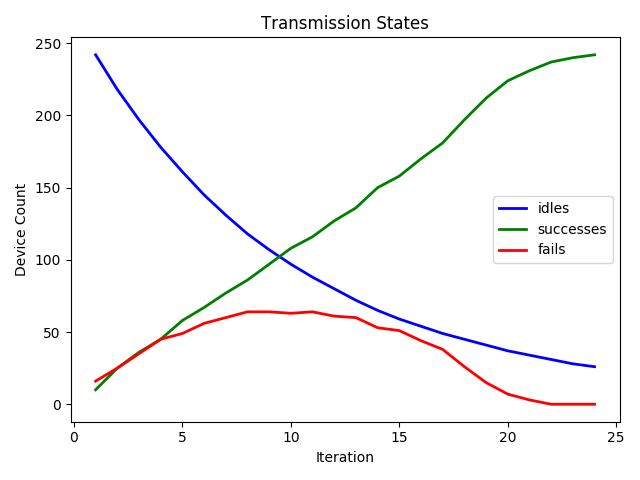 Transmission States
250
200
150
100
50
0
Device Count
idles
successes
fails
0 5 10 15 20 25
Iteration